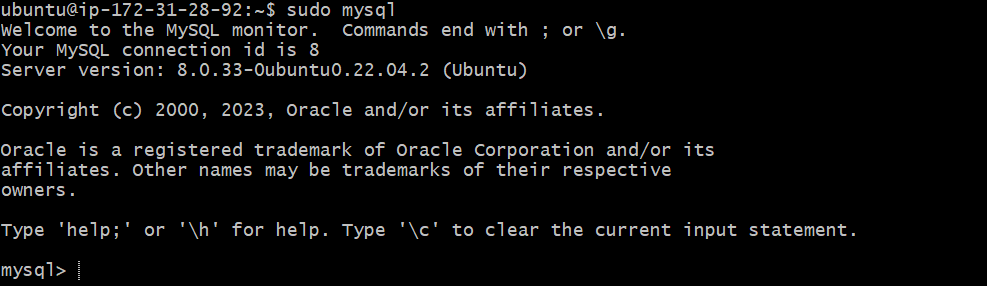 ubuntu@ip-172-31-28-92:~$ sudo mysql
Welcome to the MySQL monitor.  Commands end with ; or \g.
Your MySQL connection id is 8
Server version: 8.0.33-0ubuntu0.22.04.2 (Ubuntu)
Copyright (c) 2000, 2023, Oracle and/or its affiliates.
Oracle is a registered trademark of Oracle Corporation and/or its
affiliates. Other names may be trademarks of their respective
owners.
Type 'help;' or '\h' for help. Type '\c' to clear the current input statement.
mysql>